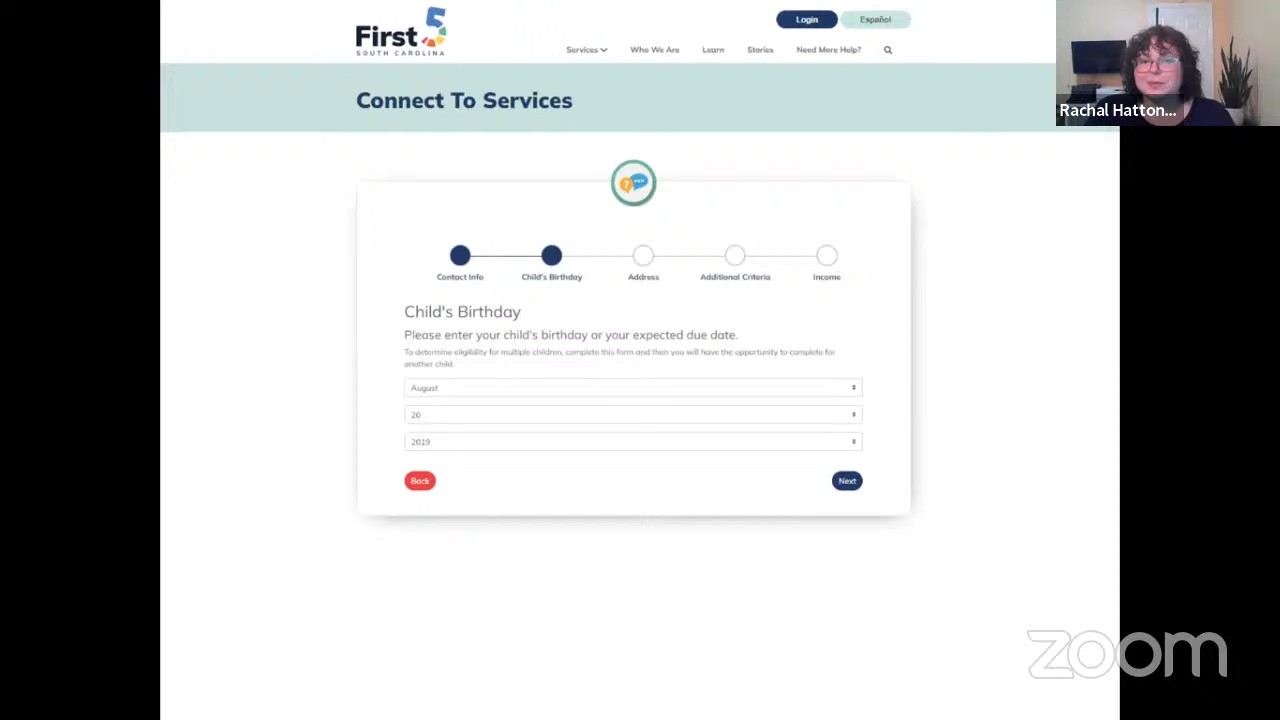 First 5
SOUTH CAROLINA
Login
Español
Services
Who We Are
Learn
Stories
Need More Help?
Connect To Services
Rachal Hatton...
?
Contact Info
Child's Birthday
Address
Additional Criteria
Income
Child's Birthday
Please enter your child's birthday or your expected due date.
To determine eligibility for multiple children, complete this form and then you will have the opportunity to complete for
another child.
August
20
2019
Back
Next
zoom